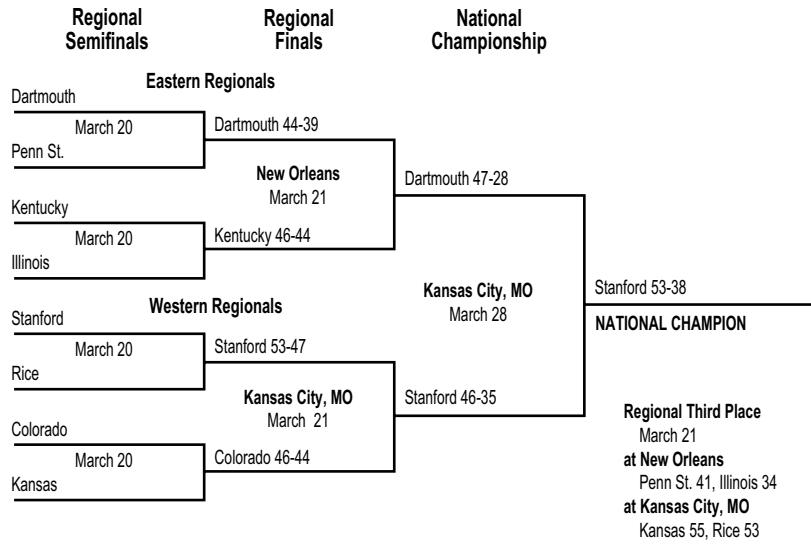 Regional Semifinals
Regional Finals
National Championship
Eastern Regionals
Dartmouth
March 20
Penn St.
Dartmouth 44-39
New Orleans
March 21
Kentucky
March 20
Illinois
Kentucky 46-44
Dartmouth 47-28
Kansas City, MO
March 28
Stanford 53-38
NATIONAL CHAMPION
Western Regionals
Stanford
March 20
Rice
Stanford 53-47
Kansas City, MO
March 21
Colorado
March 20
Kansas
Colorado 46-44
Stanford 46-35
Regional Third Place
March 21
at New Orleans
Penn St. 41, Illinois 34
at Kansas City, MO
Kansas 55, Rice 53